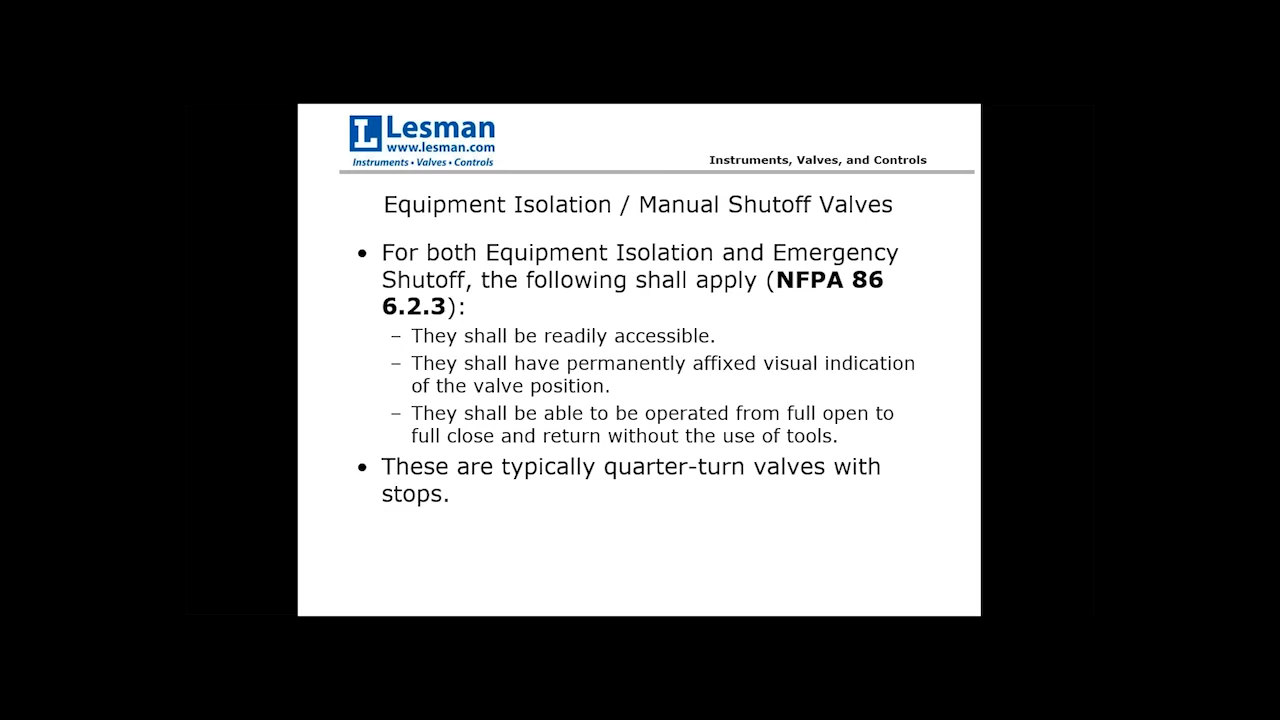 L Lesman
www.lesman.com
Instruments • Valves • Controls
Instruments, Valves, and Controls
Equipment Isolation / Manual Shutoff Valves
• For both Equipment Isolation and Emergency
Shutoff, the following shall apply (NFPA 86
6.2.3):
– They shall be readily accessible.
– They shall have permanently affixed visual indication
of the valve position.
– They shall be able to be operated from full open to
full close and return without the use of tools.
• These are typically quarter-turn valves with
stops.